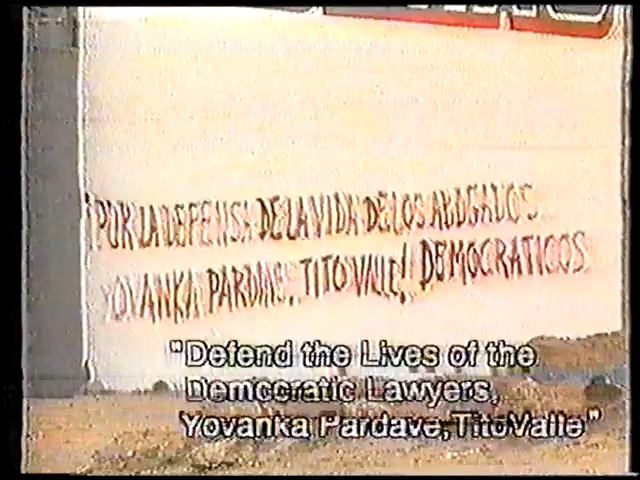 ¡POR LA DEFENSA DE LA VIDA DE LOS ABOGADOS
YOVANKA PARDAVE, TITO VALLE! DEMOCRATICOS
"Defend the Lives of the
Democratic Lawyers,
Yovanka Pardave, Tito Valle"